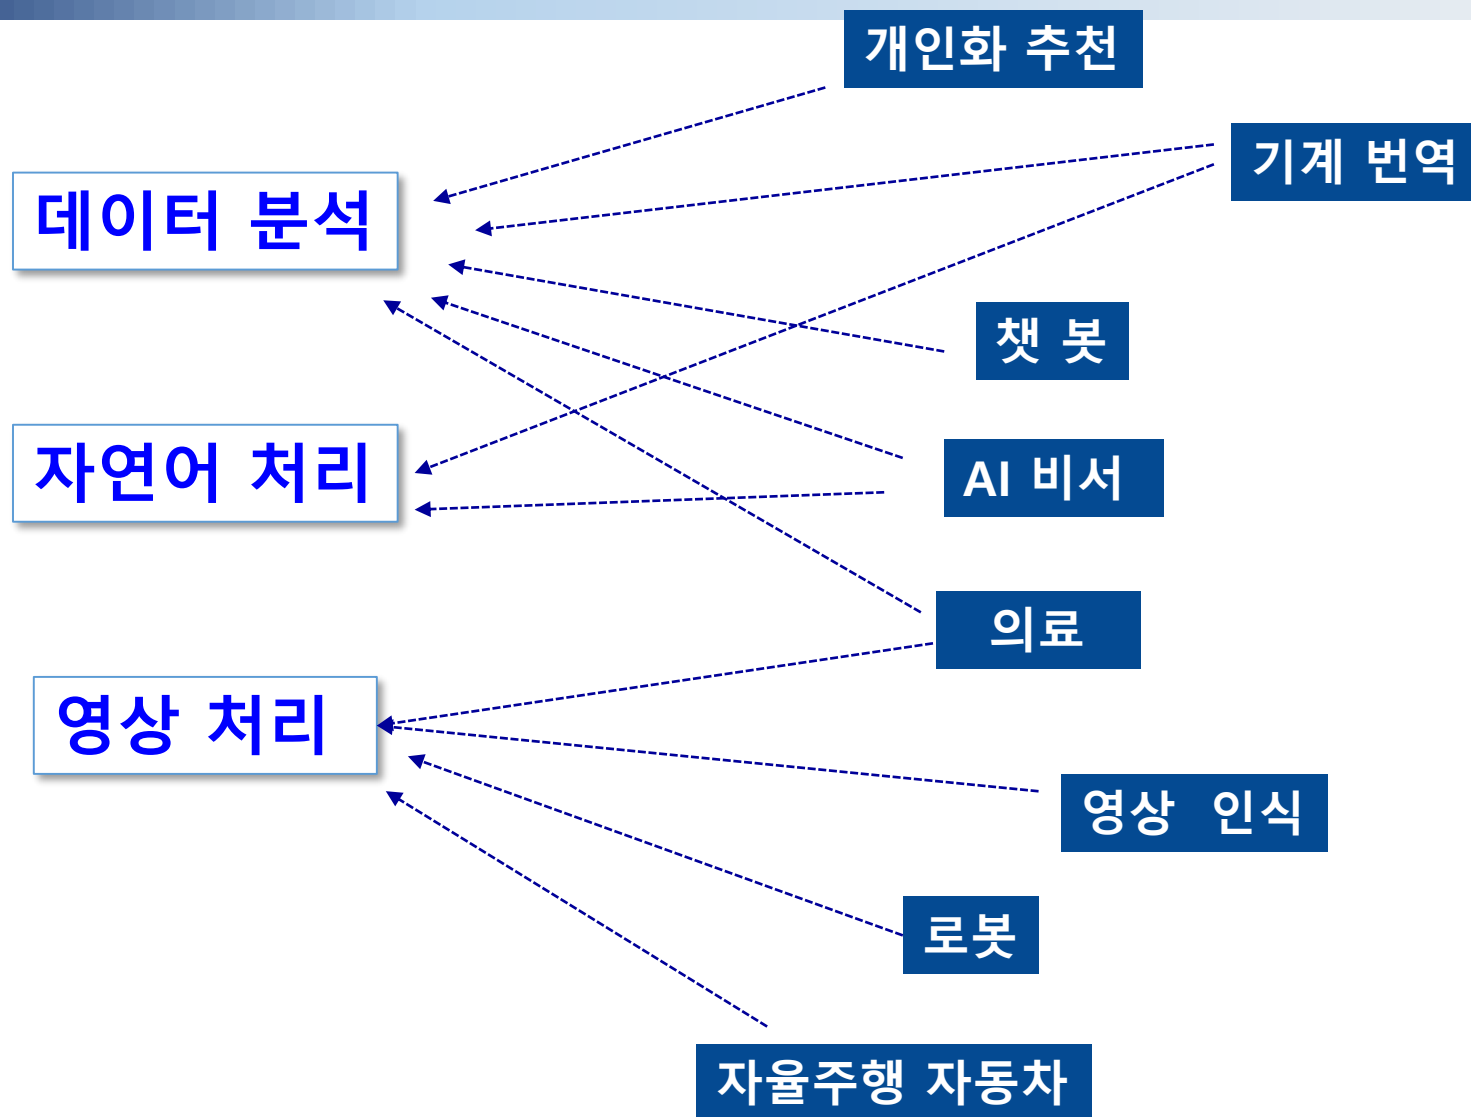 개인화 추천
기계 번역
데이터 분석
챗 봇
자연어 처리
AI 비서
의료
영상 처리
영상 인식
로봇
자율주행 자동차